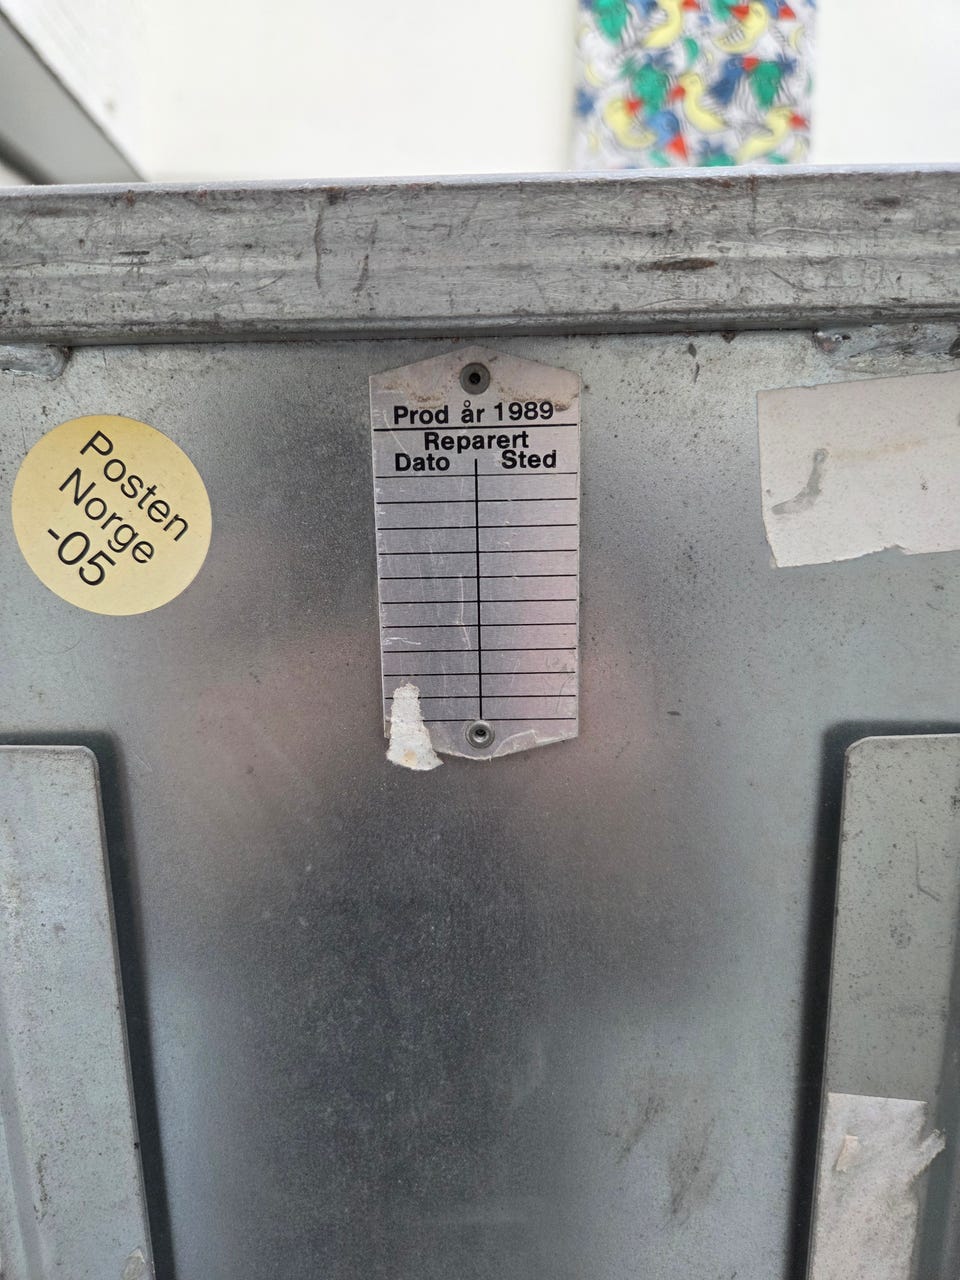 Prod år 1989
Reparert
Dato Sted
Posten
Norge
-05